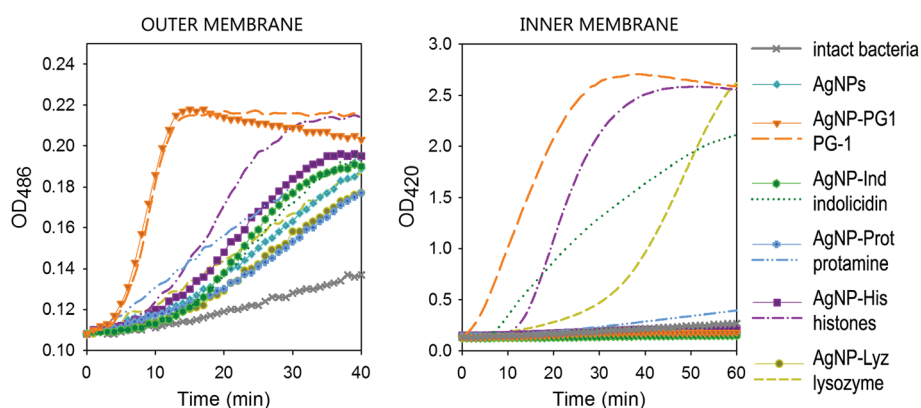 OUTER MEMBRANE
OD486
0.24
0.22
0.20
0.18
0.16
0.14
0.12
0.10
0 10 20 30 40
Time (min)
INNER MEMBRANE
OD420
3.0
2.5
2.0
1.5
1.0
0.5
0.0
0 10 20 30 40 50 60
Time (min)
intact bacteria
AgNPs
AgNP-PG1
PG-1
AgNP-Ind
indolicidin
AgNP-Prot
protamine
AgNP-His
histones
AgNP-Lyz
lysozyme